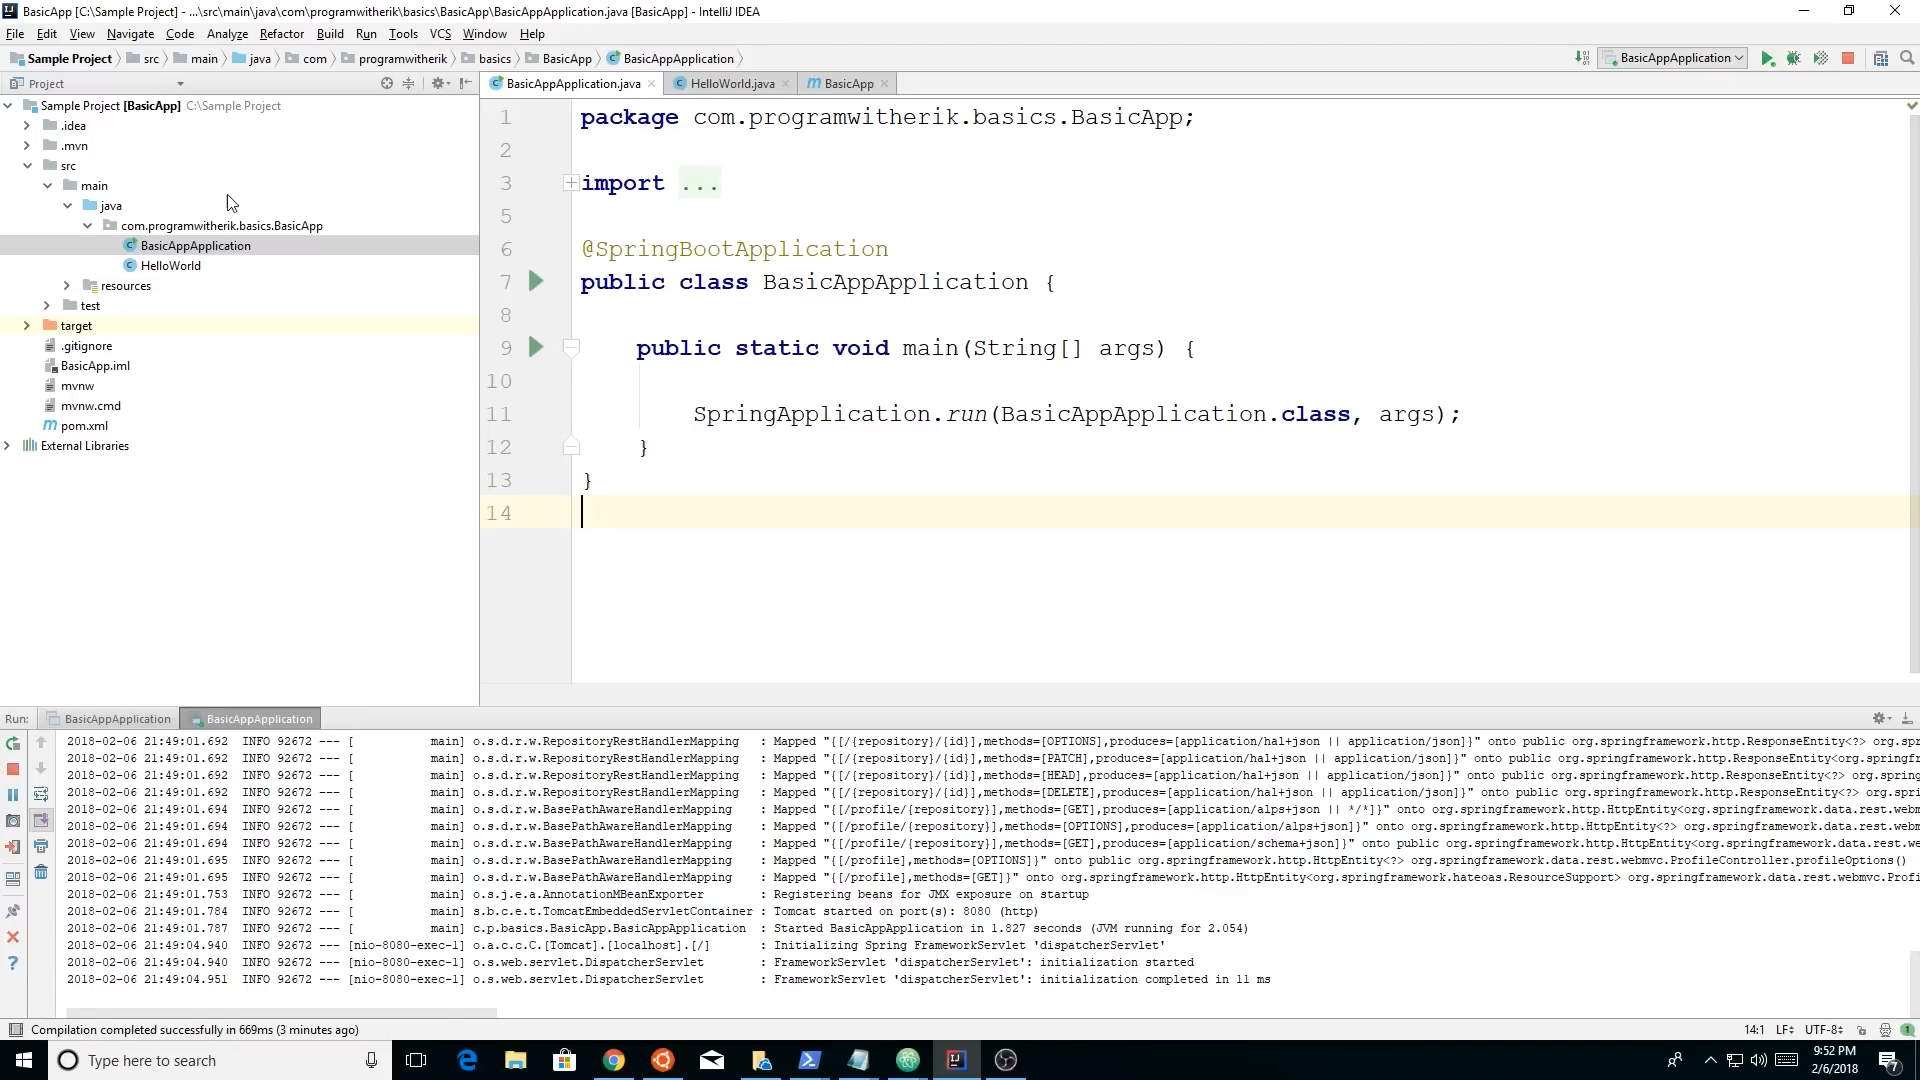 BasicApp [C:\Sample Project] - ...\src\main\java\com\programwitherik\basics\BasicApp\BasicAppApplication.java [BasicApp] - IntelliJ IDEA
File Edit View Navigate Code Analyze Refactor Build Run Tools VCS Window Help
Sample Project src main java com programwitherik basics BasicApp BasicAppApplication BasicAppApplication
Project
BasicAppApplication.java HelloWorld.java BasicApp
Sample Project [BasicApp] C:\Sample Project
.idea
.mvn
src
main
java
com.programwitherik.basics.BasicApp
BasicAppApplication
HelloWorld
resources
test
target
.gitignore
BasicApp.iml
mvnw
mvnw.cmd
pom.xml
External Libraries
1 package com.programwitherik.basics.BasicApp;
2
3 import ...
5
6 @SpringBootApplication
7 public class BasicAppApplication {
8
9 public static void main(String[] args) {
10
11 SpringApplication.run(BasicAppApplication.class, args);
12 }
13 }
14
Run: BasicAppApplication BasicAppApplication
2018-02-06 21:49:01.692 INFO 92672 --- [ main] o.s.d.r.w.RepositoryRestHandlerMapping : Mapped "{[/{repository}/{id}],methods=[OPTIONS],produces=[application/hal+json || application/json]}" onto public org.springframework.http.ResponseEntity<?> org.spr
2018-02-06 21:49:01.692 INFO 92672 --- [ main] o.s.d.r.w.RepositoryRestHandlerMapping : Mapped "{[/{repository}/{id}],methods=[PATCH],produces=[application/hal+json || application/json]}" onto public org.springframework.http.ResponseEntity<org.springfr
2018-02-06 21:49:01.692 INFO 92672 --- [ main] o.s.d.r.w.RepositoryRestHandlerMapping : Mapped "{[/{repository}/{id}],methods=[HEAD],produces=[application/hal+json || application/json]}" onto public org.springframework.http.ResponseEntity<?> org.spring
2018-02-06 21:49:01.692 INFO 92672 --- [ main] o.s.d.r.w.RepositoryRestHandlerMapping : Mapped "{[/{repository}/{id}],methods=[DELETE],produces=[application/hal+json || application/json]}" onto public org.springframework.http.ResponseEntity<?> org.spri
2018-02-06 21:49:01.694 INFO 92672 --- [ main] o.s.d.r.w.BasePathAwareHandlerMapping : Mapped "{[/profile/{repository}],methods=[GET],produces=[application/alps+json || */*]}" onto org.springframework.http.HttpEntity<org.springframework.data.rest.webm
2018-02-06 21:49:01.694 INFO 92672 --- [ main] o.s.d.r.w.BasePathAwareHandlerMapping : Mapped "{[/profile/{repository}],methods=[OPTIONS],produces=[application/alps+json]}" onto org.springframework.http.HttpEntity<?> org.springframework.data.rest.webmv
2018-02-06 21:49:01.694 INFO 92672 --- [ main] o.s.d.r.w.BasePathAwareHandlerMapping : Mapped "{[/profile/{repository}],methods=[GET],produces=[application/schema+json]}" onto org.springframework.http.HttpEntity<org.springframework.data.rest.we
2018-02-06 21:49:01.695 INFO 92672 --- [ main] o.s.d.r.w.BasePathAwareHandlerMapping : Mapped "{[/profile],methods=[OPTIONS]}" onto public org.springframework.http.HttpEntity<?> org.springframework.data.rest.webmvc.ProfileController.profileOptions()
2018-02-06 21:49:01.695 INFO 92672 --- [ main] o.s.d.r.w.BasePathAwareHandlerMapping : Mapped "{[/profile],methods=[GET]}" onto org.springframework.http.HttpEntity<org.springframework.hateoas.ResourceSupport> org.springframework.data.rest.webmvc.Profi
2018-02-06 21:49:01.753 INFO 92672 --- [ main] o.s.j.e.a.AnnotationMBeanExporter : Registering beans for JMX exposure on startup
2018-02-06 21:49:01.784 INFO 92672 --- [ main] s.b.c.e.t.TomcatEmbeddedServletContainer : Tomcat started on port(s): 8080 (http)
2018-02-06 21:49:01.787 INFO 92672 --- [ main] c.p.basics.BasicApp.BasicAppApplication : Started BasicAppApplication in 1.827 seconds (JVM running for 2.054)
2018-02-06 21:49:04.940 INFO 92672 --- [nio-8080-exec-1] o.a.c.c.C.[Tomcat].[localhost].[/] : Initializing Spring FrameworkServlet 'dispatcherServlet'
2018-02-06 21:49:04.940 INFO 92672 --- [nio-8080-exec-1] o.s.web.servlet.DispatcherServlet : FrameworkServlet 'dispatcherServlet': initialization started
2018-02-06 21:49:04.951 INFO 92672 --- [nio-8080-exec-1] o.s.web.servlet.DispatcherServlet : FrameworkServlet 'dispatcherServlet': initialization completed in 11 ms
Compilation completed successfully in 669ms (3 minutes ago) 14:1 LF UTF-8 1
Type here to search
9:52 PM
2/6/2018
7